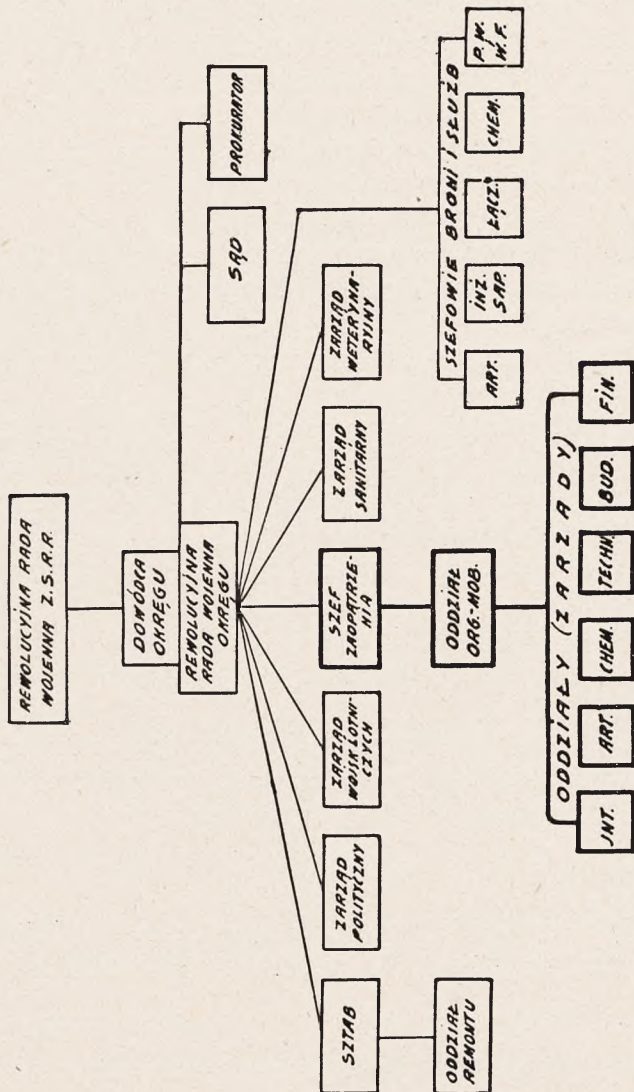 REWOLUCYJNA RADA
WOJENNA Z.S.R.R.
DOWÓDCA
OKRĘGU
REWOLUCYJNA
RADA WOJENNA
OKRĘGU
SĄD
PROKURATOR
SZTAB
ZARZĄD
POLITYCZNY
ZARZĄD
WOJSK LOTNI-
CZYCH
SZEF
ZAOPATRZE-
NIA
ZARZĄD
SANITARNY
ZARZĄD
WETERYNA-
RYJNY
ODDZIAŁ
REMONTU
ODDZIAŁ
ORG.-MOB.
SZEFOWIE BRONI I SŁUŻB
ART.
INŻ.
SAP.
ŁĄCZ.
CHEM.
P.W.
I
W.F.
ODDZIAŁY (ZARZĄDY)
JNT.
ART.
CHEM.
TECHN.
BUD.
FIN.